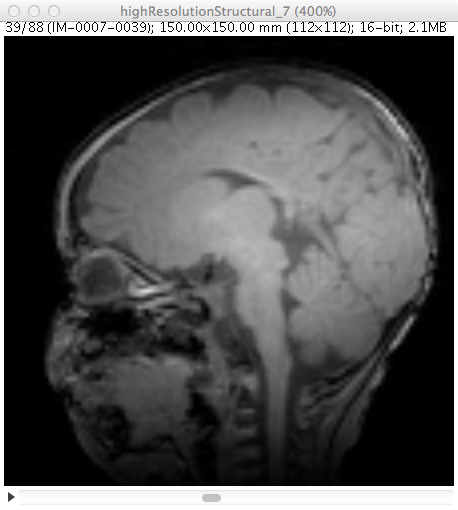 highResolutionStructural_7 (400%)
39/88 (IM-0007-0039); 150.00x150.00 mm (112x112); 16-bit; 2.1MB